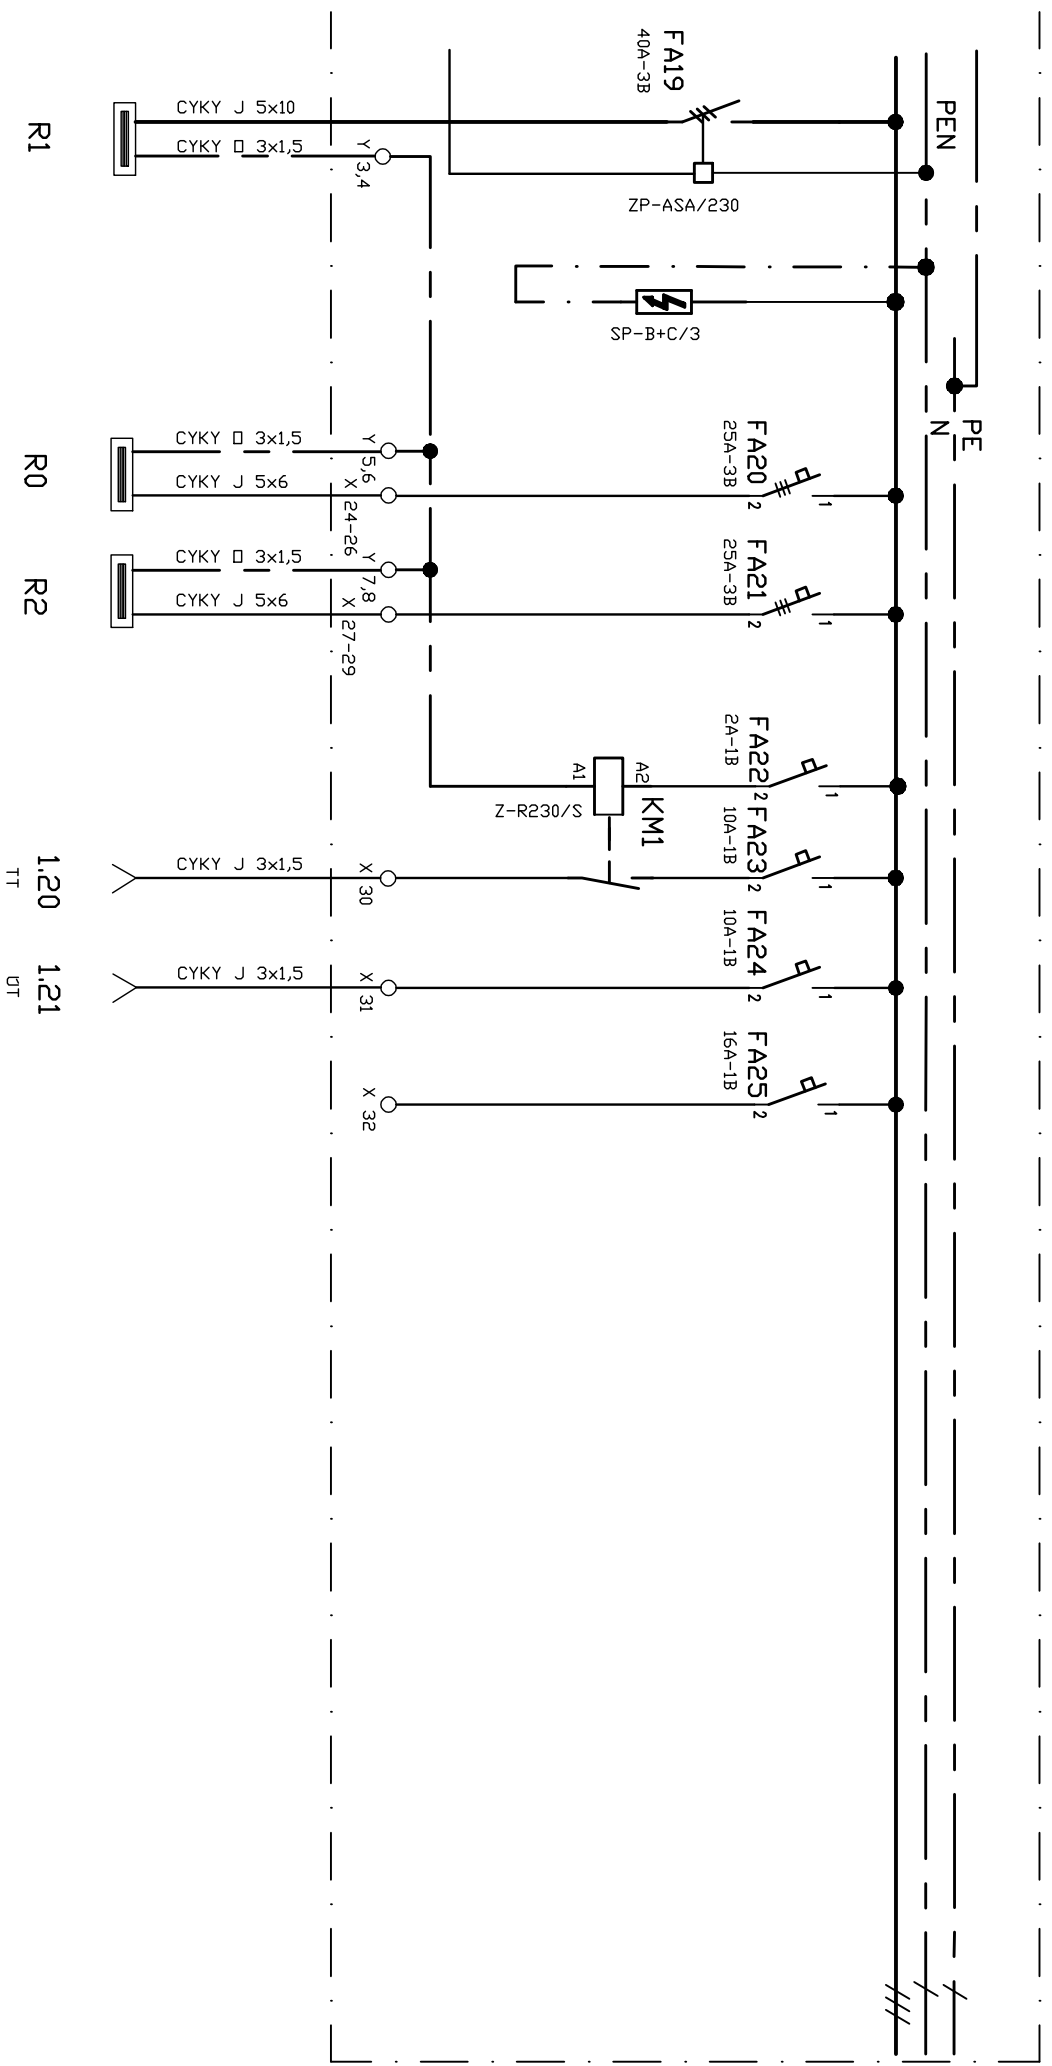 PEN
FA19
40A-3B
ZP-ASA/230
CYKY J 5x10
CYKY O 3x1,5
Y 3,4
R1
SP-B+C/3
PE
N
FA20
25A-3B
1
2
CYKY O 3x1,5
Y 5,6
CYKY J 5x6
X 24-26
R0
FA21
25A-3B
1
2
CYKY O 3x1,5
Y 7,8
CYKY J 5x6
X 27-29
R2
FA22
2A-1B
1
2
KM1
A2
A1
Z-R230/S
FA23
10A-1B
1
2
X 30
CYKY J 3x1,5
1.20
TT
FA24
10A-1B
1
2
X 31
CYKY J 3x1,5
1.21
ÚT
FA25
16A-1B
1
2
X 32